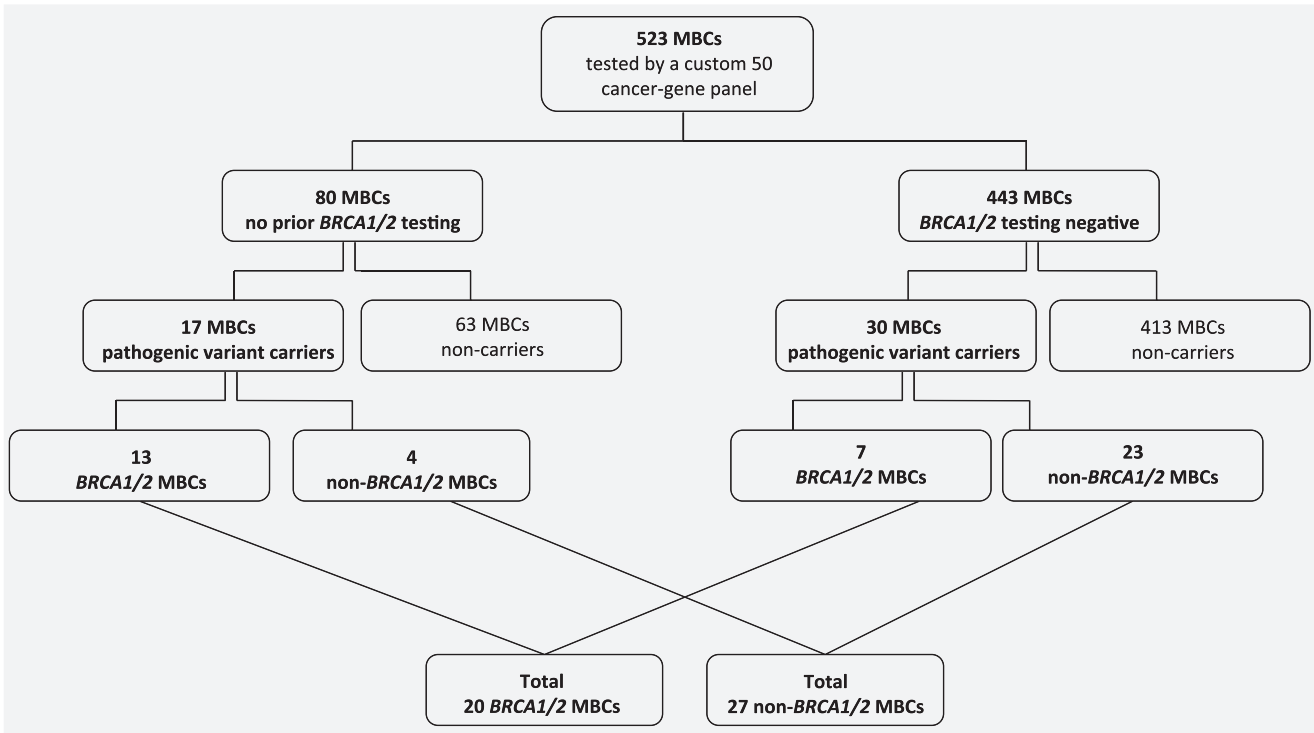 523 MBCs
tested by a custom 50
cancer-gene panel
80 MBCs
no prior BRCA1/2 testing
443 MBCs
BRCA1/2 testing negative
17 MBCs
pathogenic variant carriers
63 MBCs
non-carriers
30 MBCs
pathogenic variant carriers
413 MBCs
non-carriers
13
BRCA1/2 MBCs
4
non-BRCA1/2 MBCs
7
BRCA1/2 MBCs
23
non-BRCA1/2 MBCs
Total
20 BRCA1/2 MBCs
Total
27 non-BRCA1/2 MBCs